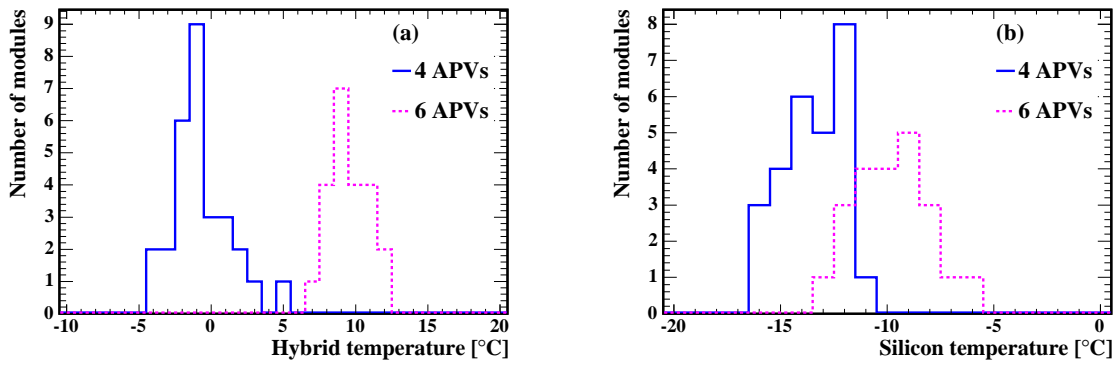 (a)
4 APVs
6 APVs
Number of modules
9
8
7
6
5
4
3
2
1
0
-10 -5 0 5 10 15 20
Hybrid temperature [°C]
(b)
4 APVs
6 APVs
Number of modules
8
7
6
5
4
3
2
1
0
-20 -15 -10 -5 0
Silicon temperature [°C]